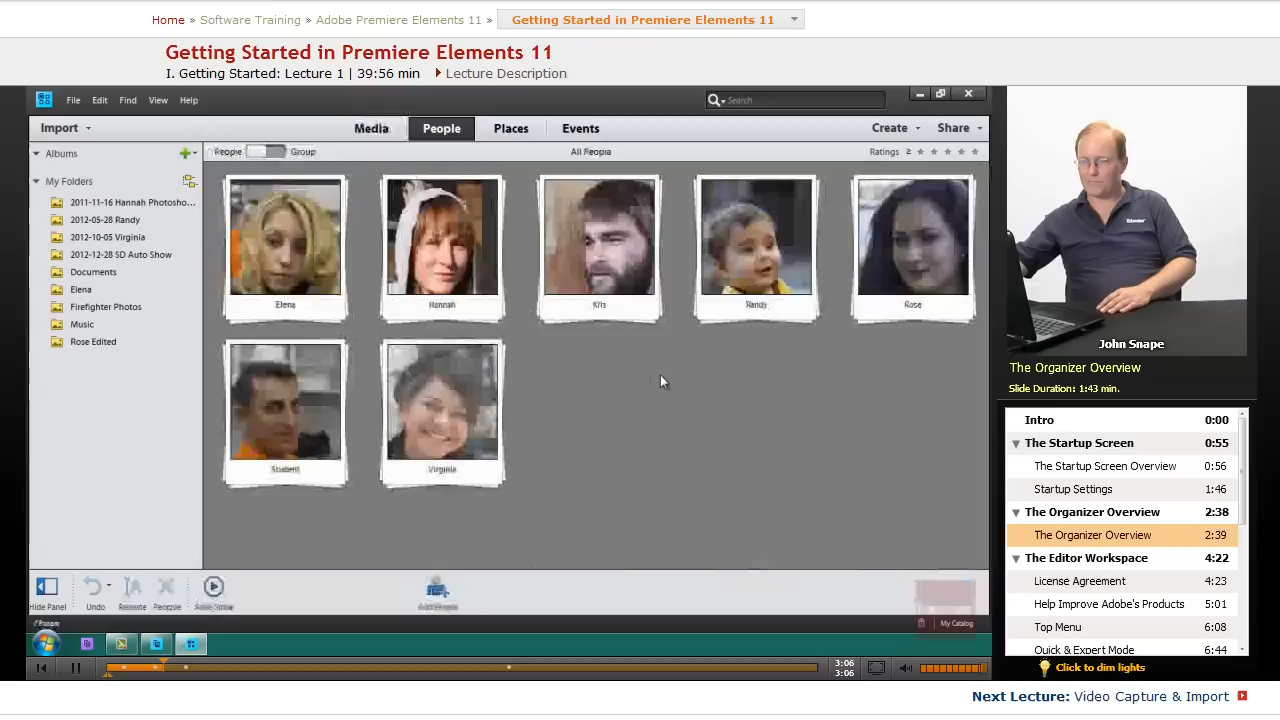 Home » Software Training » Adobe Premiere Elements 11 » Getting Started in Premiere Elements 11
Getting Started in Premiere Elements 11
I. Getting Started: Lecture 1 | 39:56 min Lecture Description
File Edit Find View Help Search
Import Media People Places Events Create Share
Albums People Group All People Ratings ≥
My Folders
2011-11-16 Hannah Photosho...
2012-05-28 Randy
2012-10-05 Virginia
2012-12-28 SD Auto Show
Documents
Elena
Firefighter Photos
Music
Rose Edited
Elena Hannah Kris Randy Rose
Student Virginia
Hide Panel Undo Rotate People Slide Show Add People
My Catalog
3:06
3:06
Educator
John Snape
The Organizer Overview
Slide Duration: 1:43 min.
Intro 0:00
The Startup Screen 0:55
The Startup Screen Overview 0:56
Startup Settings 1:46
The Organizer Overview 2:38
The Organizer Overview 2:39
The Editor Workspace 4:22
License Agreement 4:23
Help Improve Adobe's Products 5:01
Top Menu 6:08
Quick & Expert Mode 6:44
Click to dim lights
Next Lecture: Video Capture & Import